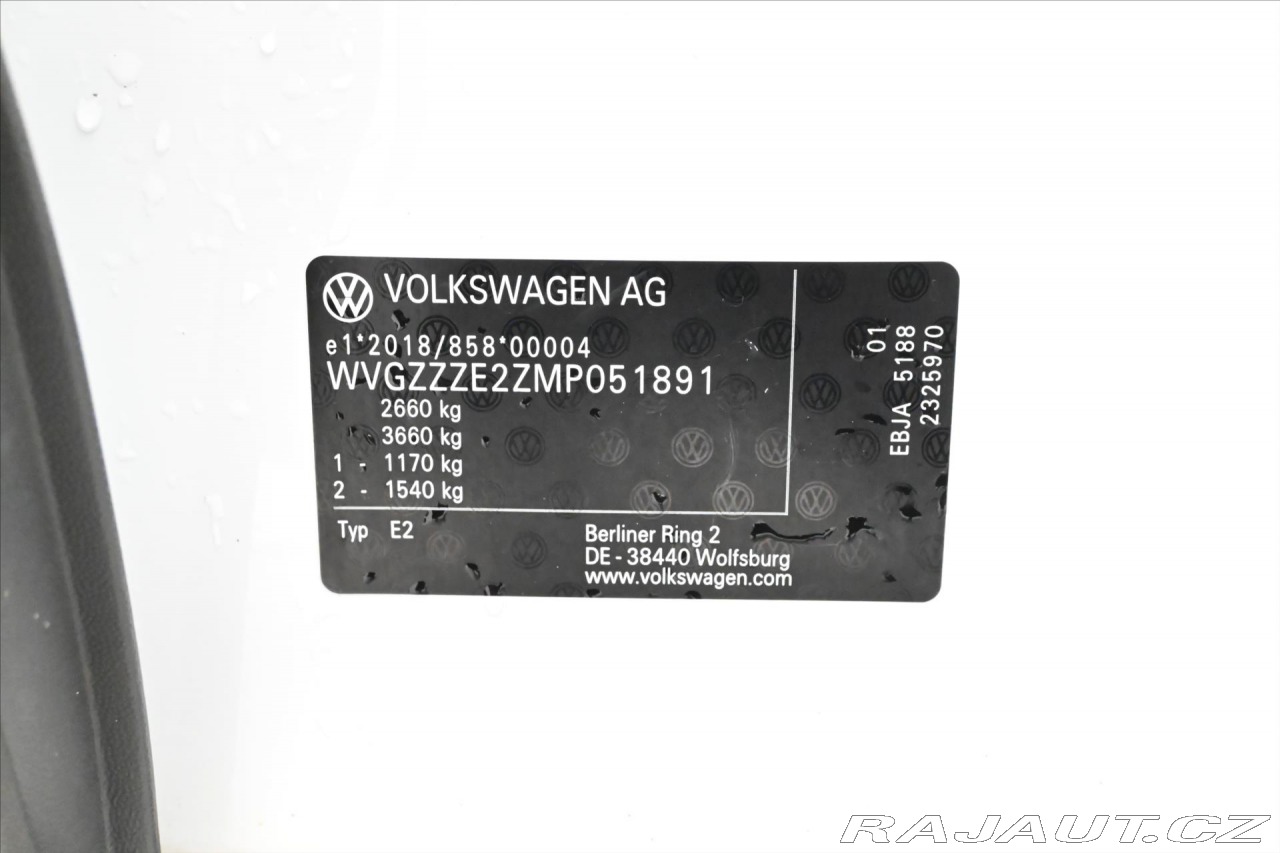 VOLKSWAGEN AG
e1*2018/858*00004
WVGZZZE2ZMP051891
2660 kg
3660 kg
1 - 1170 kg
2 - 1540 kg
Typ E2
Berliner Ring 2
DE - 38440 Wolfsburg
www.volkswagen.com
01
EBJA 5188
2325970
RAJAUT.CZ